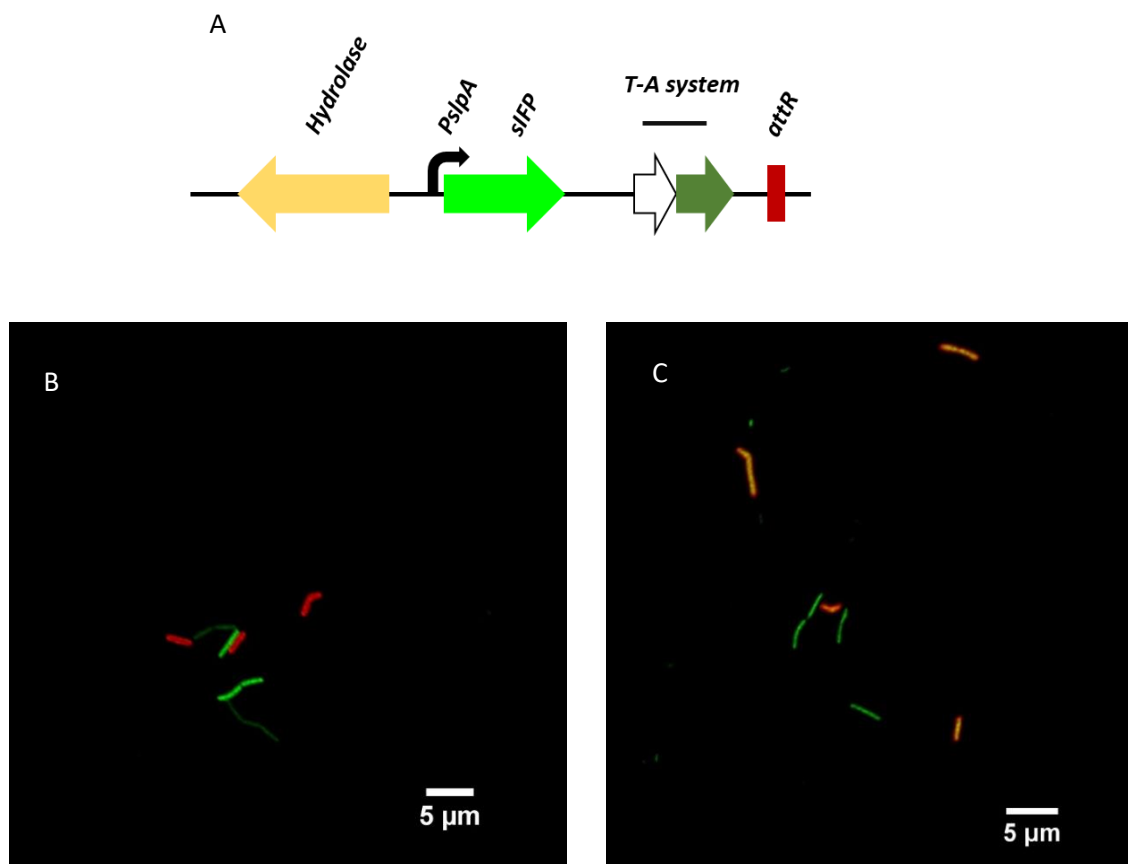 A
Hydrolase
PslpA
sIFP
T-A system
attR
B
5 µm
C
5 µm